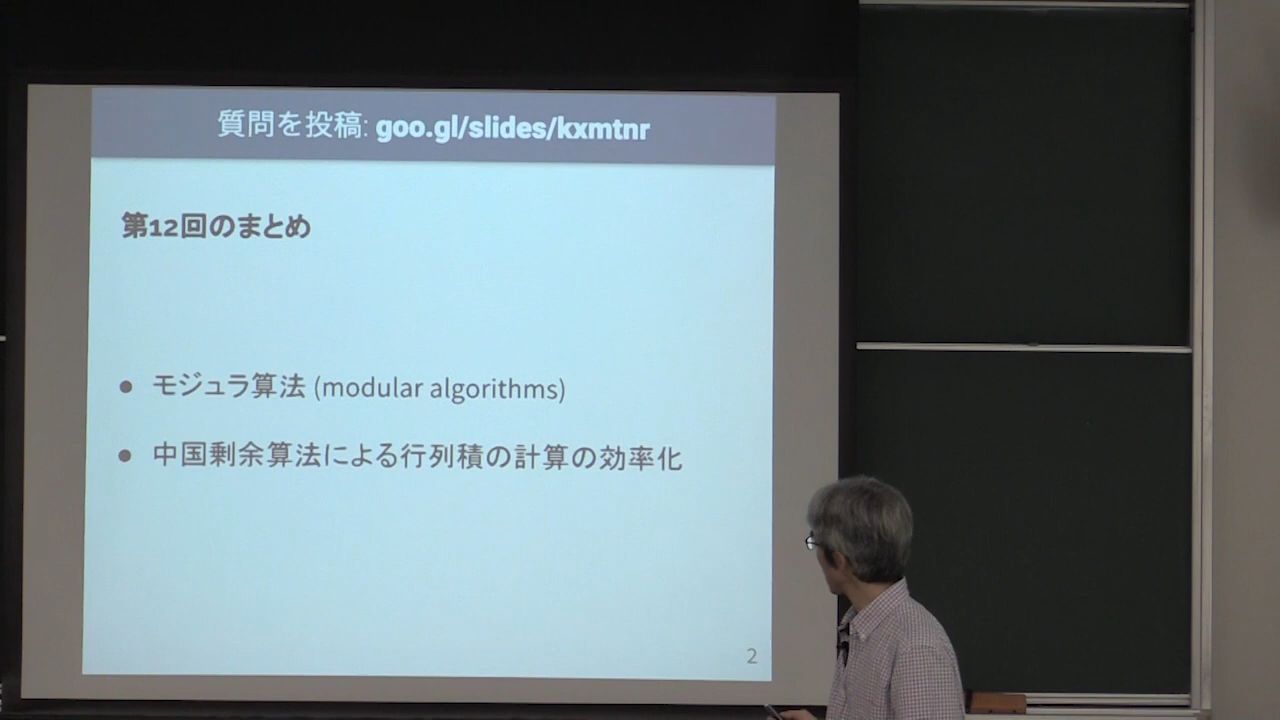 質問を投稿: goo.gl/slides/kxmtnr
第12回のまとめ
● モジュラ算法 (modular algorithms)
● 中国剰余算法による行列積の計算の効率化
2